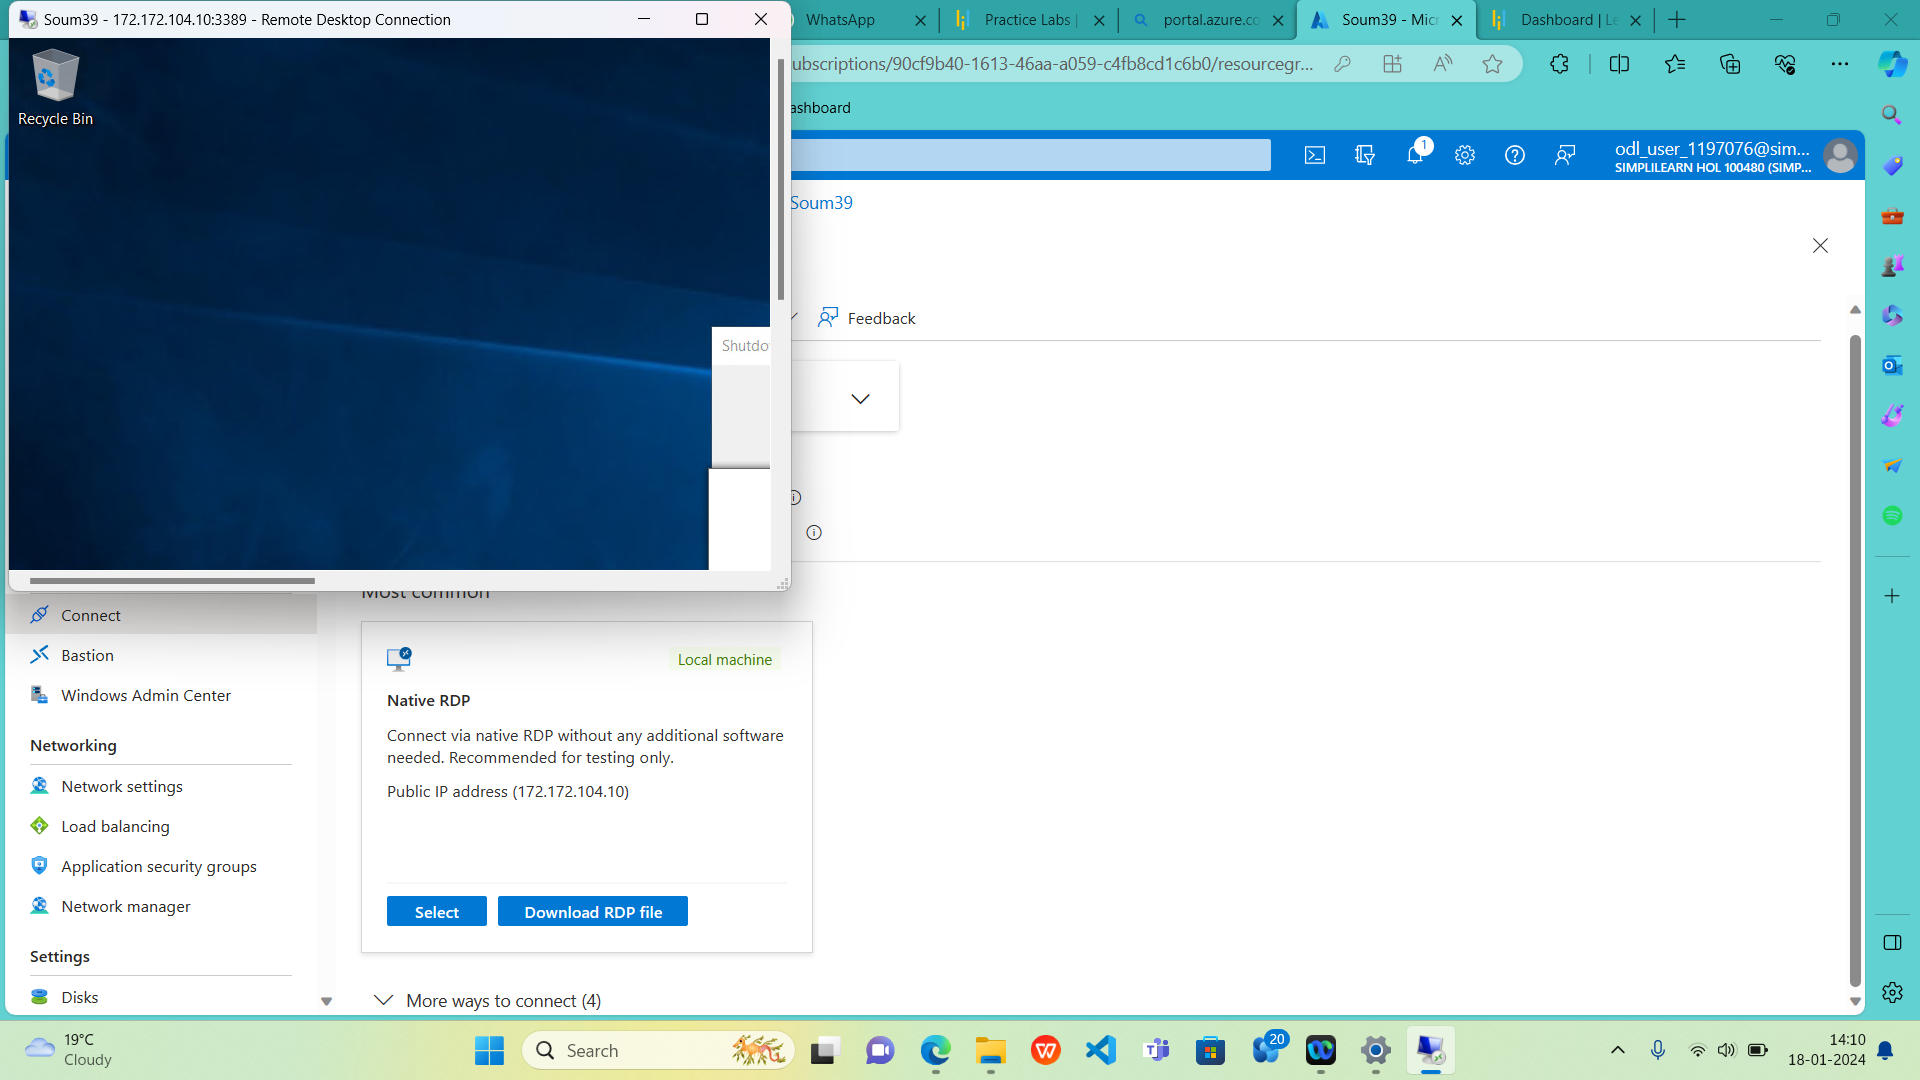 Soum39 - 172.172.104.10:3389 - Remote Desktop Connection
WhatsApp
Practice Labs |
portal.azure.co
Soum39 - Micr
Dashboard | Le
ubscriptions/90cf9b40-1613-46aa-a059-c4fb8cd1c6b0/resourcegr...
Recycle Bin
ashboard
1
odl_user_1197076@sim...
SIMPLILEARN HOL 100480 (SIMP...
Soum39
Feedback
Shutdo
Most common
Connect
Bastion
Windows Admin Center
Networking
Network settings
Load balancing
Application security groups
Network manager
Settings
Disks
Local machine
Native RDP
Connect via native RDP without any additional software
needed. Recommended for testing only.
Public IP address (172.172.104.10)
Select
Download RDP file
More ways to connect (4)
19°C
Cloudy
Search
20
14:10
18-01-2024